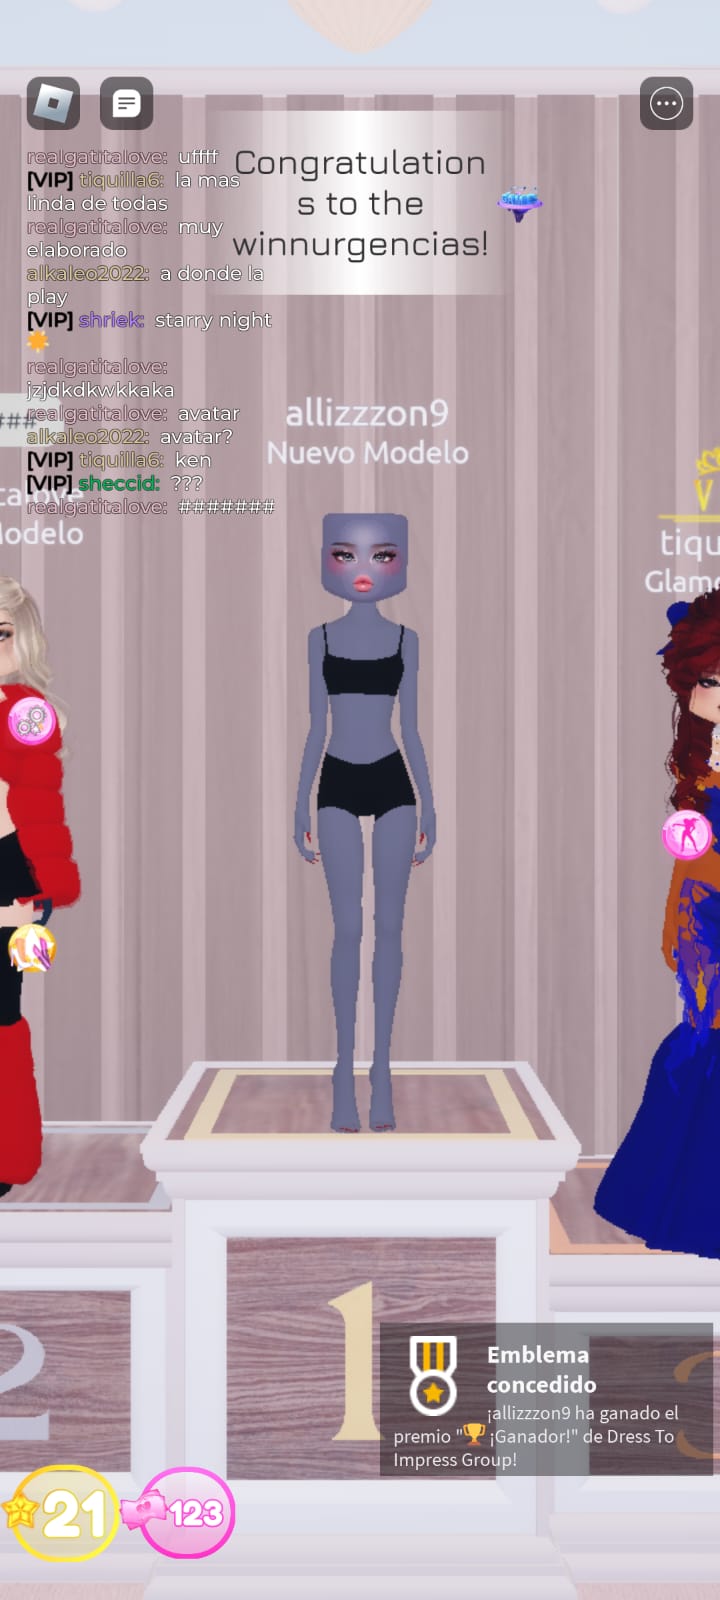 realgatitalove: uffff
[VIP] tiquilla6: la mas
linda de todas
realgatitalove: muy
elaborado
alkaleo2022: a donde la
play
[VIP] shriek: starry night
realgatitalove:
jzjdkdkwkkaka
realgatitalove: avatar
alkaleo2022: avatar?
[VIP] tiquilla6: ken
[VIP] sheccid: ???
realgatitalove: #######
Congratulation
s to the
winnurgencias!
###
allizzzon9
Nuevo Modelo
Modelo
V
tiqu
Glam
2
1
3
Emblema
concedido
¡allizzzon9 ha ganado el
premio "🏆 ¡Ganador!" de Dress To
Impress Group!
21
123